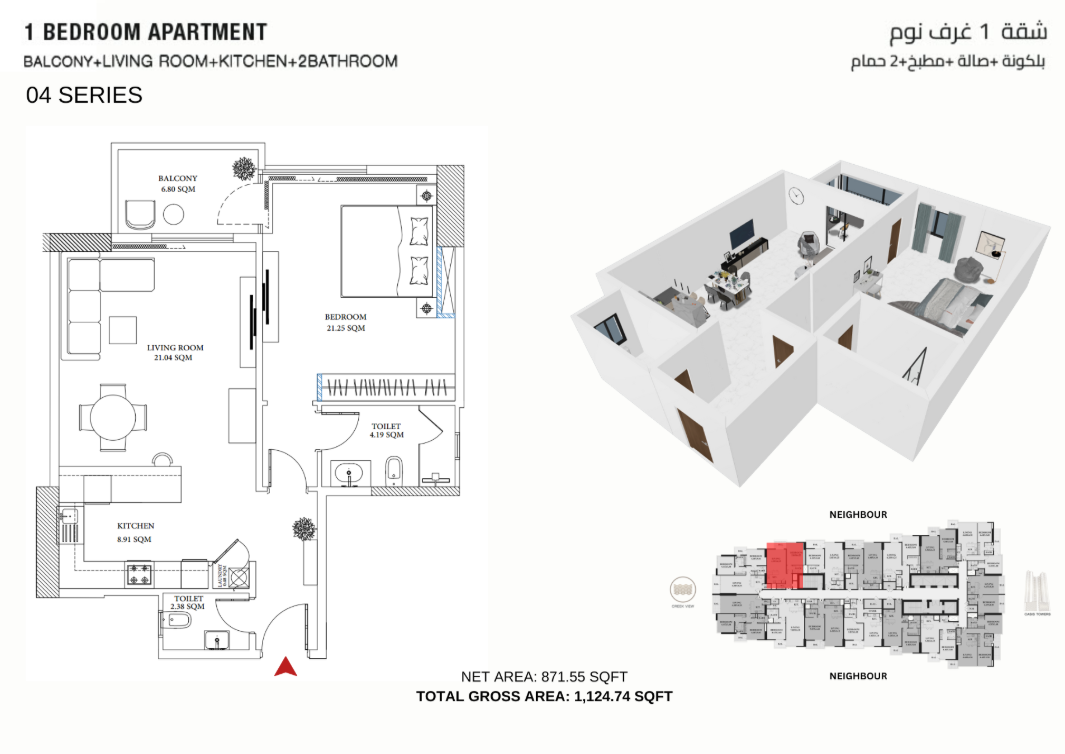 1 BEDROOM APARTMENT
BALCONY+LIVING ROOM+KITCHEN+2BATHROOM
شقة 1 غرف نوم
بلكونة +صالة +مطبخ+2 حمام
04 SERIES
BALCONY
6.80 SQM
BEDROOM
21.25 SQM
LIVING ROOM
21.04 SQM
TOILET
4.19 SQM
KITCHEN
8.91 SQM
LAUNDRY
TOILET
2.38 SQM
NEIGHBOUR
CREEK VIEW
NEIGHBOUR
NET AREA: 871.55 SQFT
TOTAL GROSS AREA: 1,124.74 SQFT